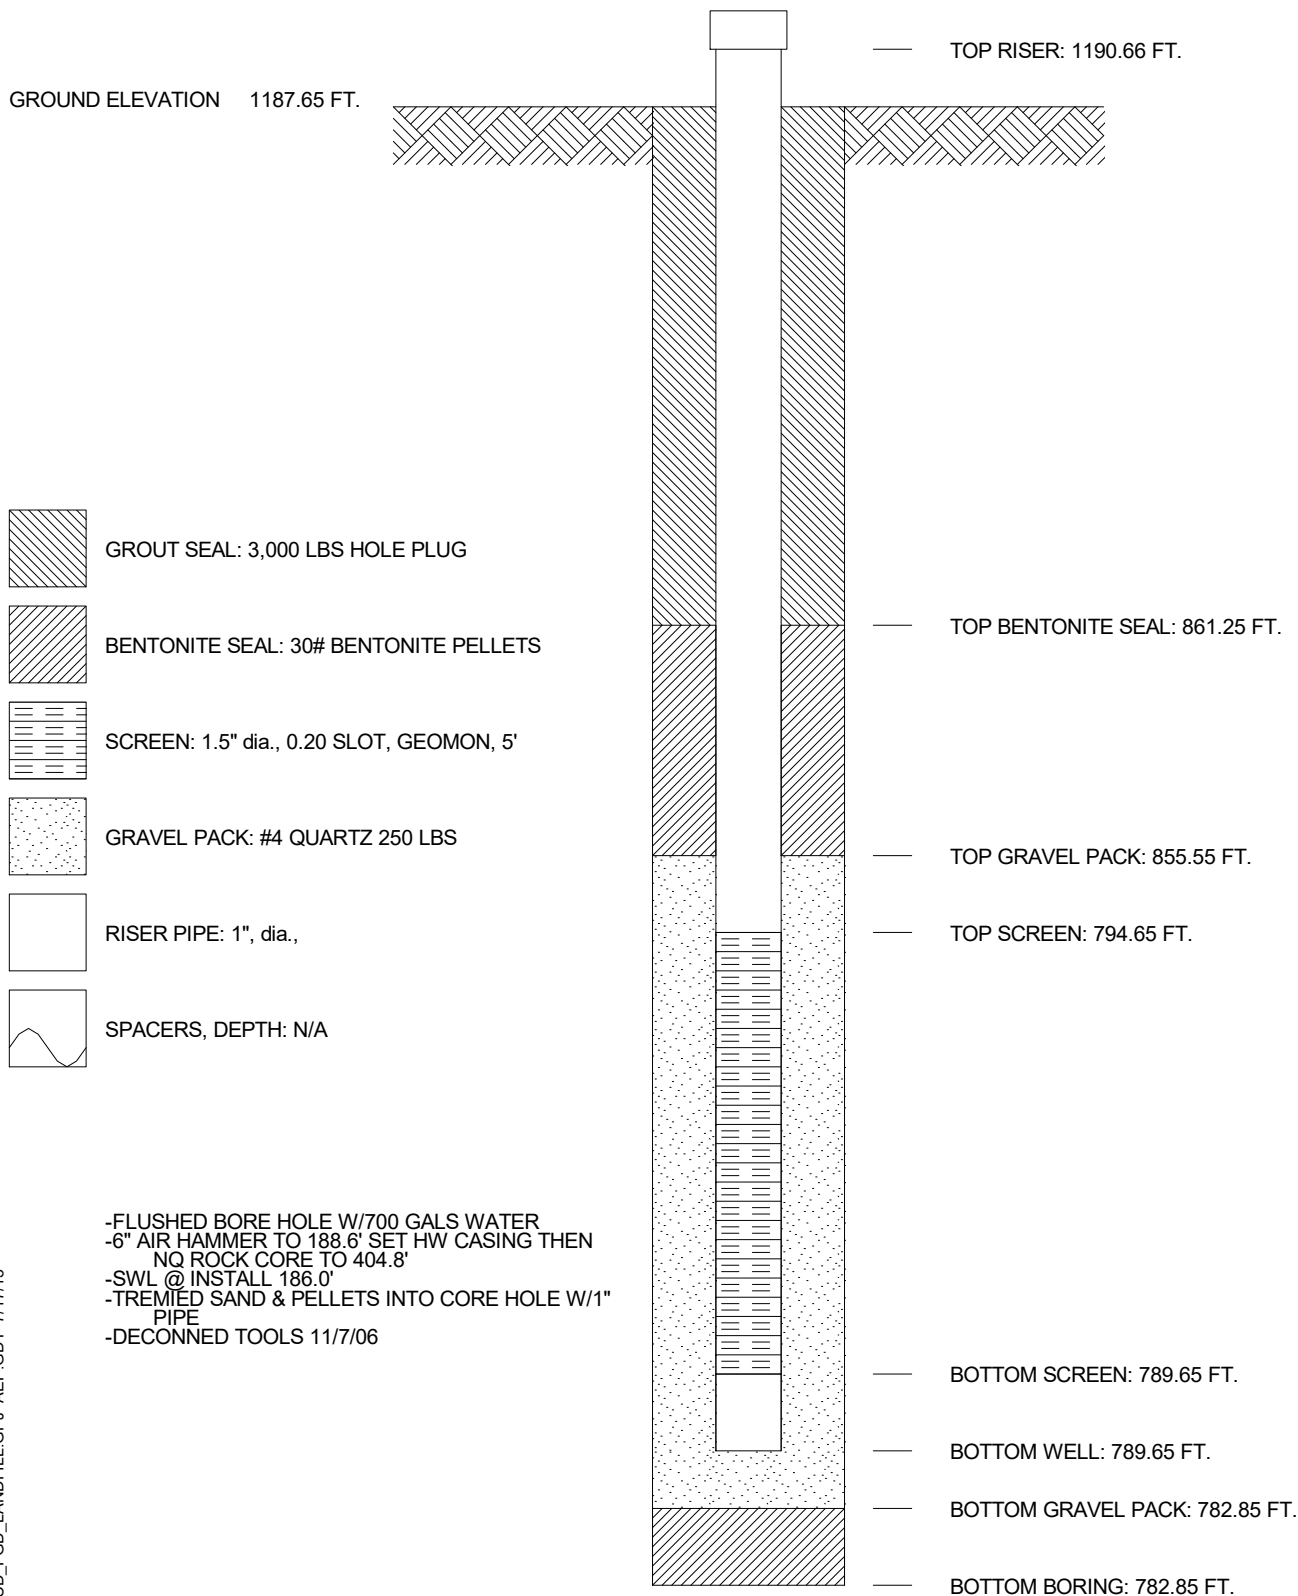 TOP RISER: 1190.66 FT.
GROUND ELEVATION 1187.65 FT.
GROUT SEAL: 3,000 LBS HOLE PLUG
BENTONITE SEAL: 30# BENTONITE PELLETS
SCREEN: 1.5" dia., 0.20 SLOT, GEOMON, 5'
GRAVEL PACK: #4 QUARTZ 250 LBS
RISER PIPE: 1", dia.,
SPACERS, DEPTH: N/A
TOP BENTONITE SEAL: 861.25 FT.
TOP GRAVEL PACK: 855.55 FT.
TOP SCREEN: 794.65 FT.
-FLUSHED BORE HOLE W/700 GALS WATER
-6" AIR HAMMER TO 188.6' SET HW CASING THEN
NQ ROCK CORE TO 404.8'
-SWL @ INSTALL 186.0'
-TREMIED SAND & PELLETS INTO CORE HOLE W/1"
PIPE
-DECONNED TOOLS 11/7/06
BOTTOM SCREEN: 789.65 FT.
BOTTOM WELL: 789.65 FT.
BOTTOM GRAVEL PACK: 782.85 FT.
BOTTOM BORING: 782.85 FT.